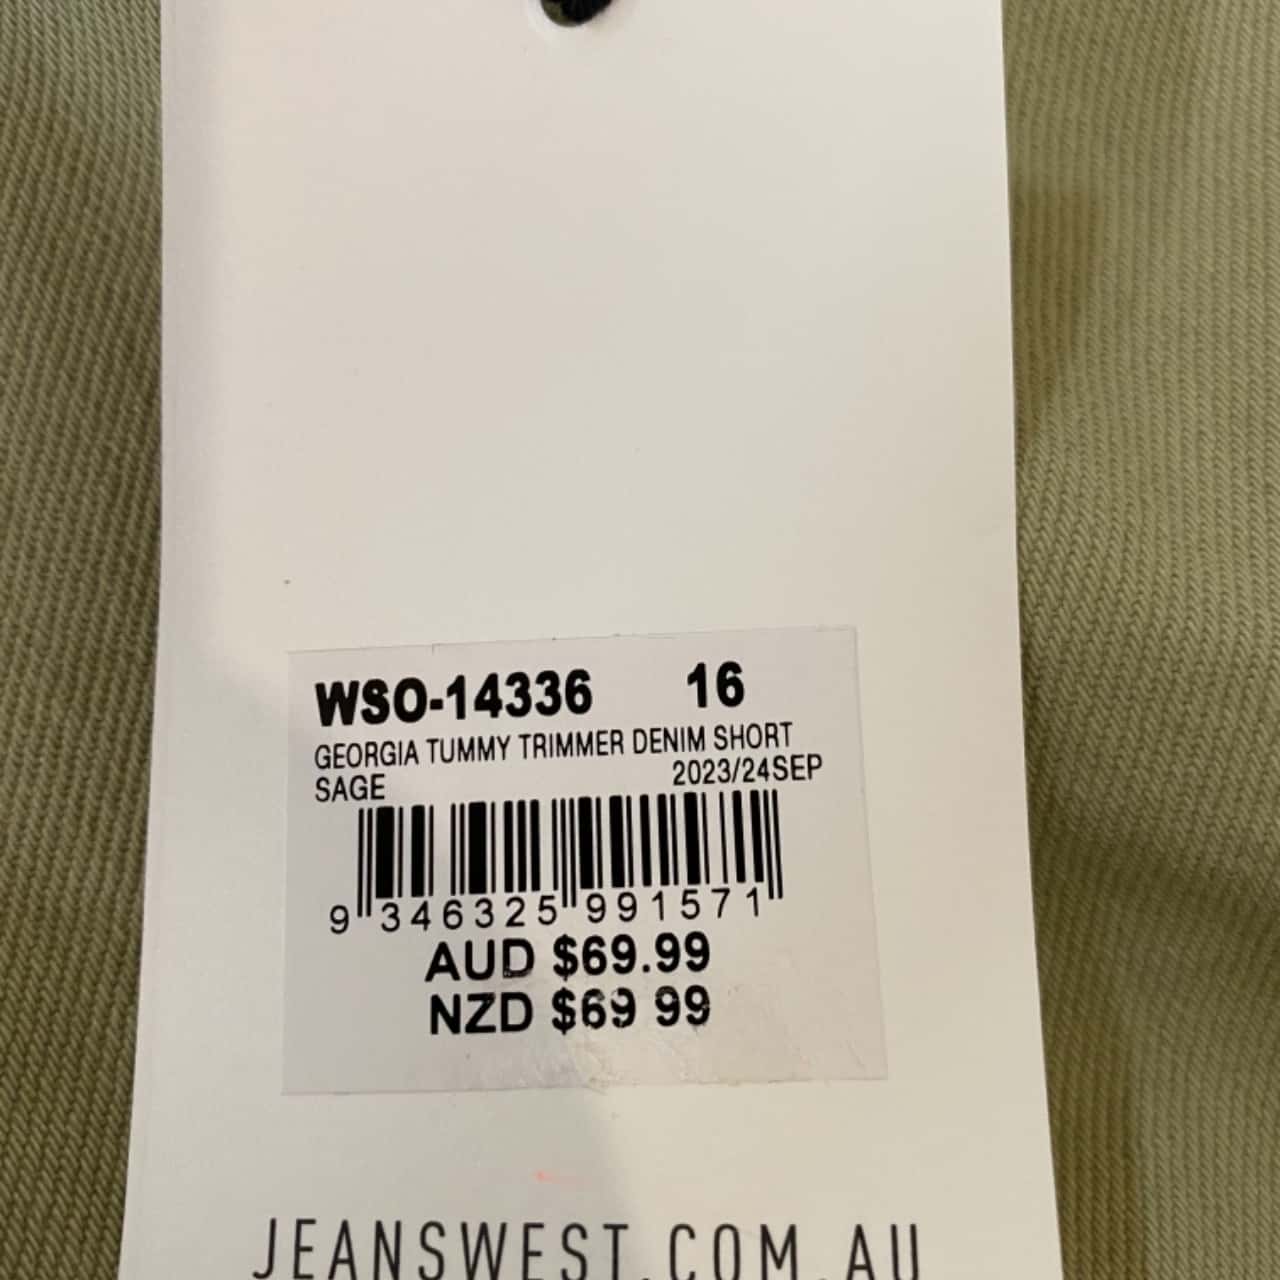 WSO-14336 16
GEORGIA TUMMY TRIMMER DENIM SHORT
SAGE 2023/24SEP
9 346325 991571
AUD $69.99
NZD $69 99
JEANSWEST.COM.AU